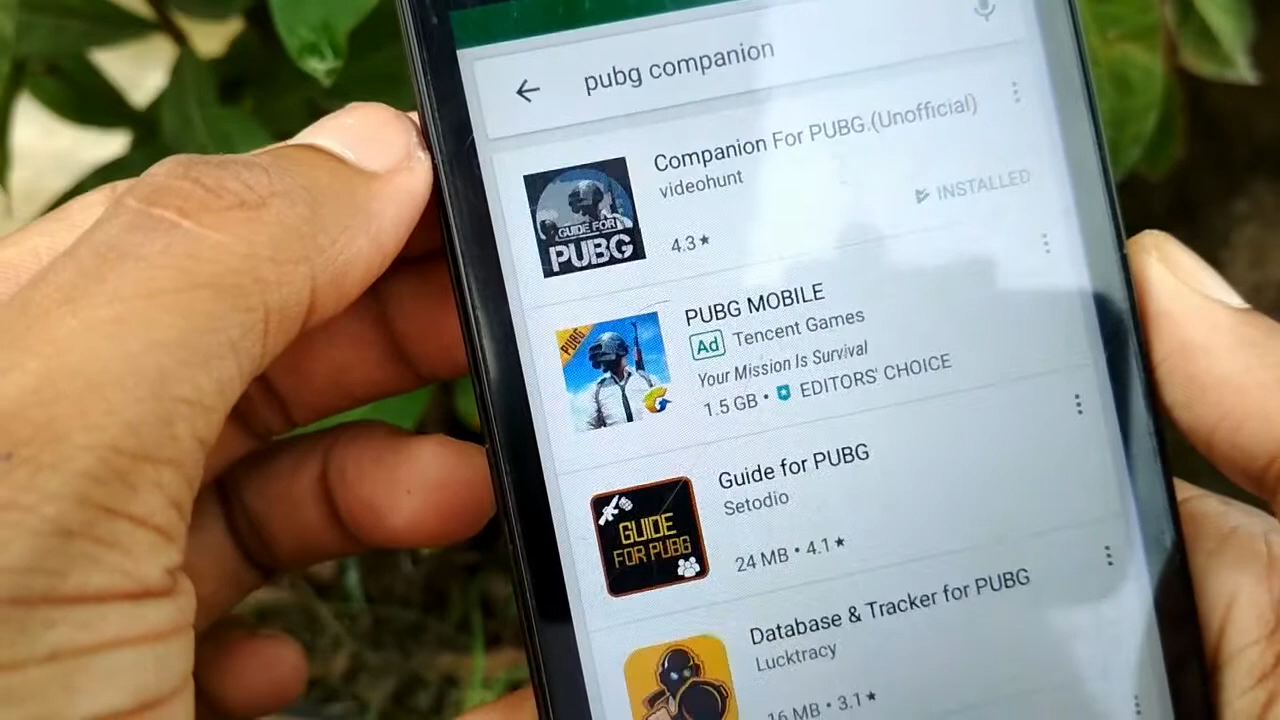 pubg companion
Companion For PUBG.(Unofficial)
videohunt
INSTALLED
4.3★
GUIDE FOR
PUBG
PUBG MOBILE
Ad Tencent Games
Your Mission Is Survival
1.5 GB • EDITORS' CHOICE
PUBG
Guide for PUBG
Setodio
24 MB • 4.1★
GUIDE
FOR PUBG
Database & Tracker for PUBG
Lucktracy
16 MB • 3.1★